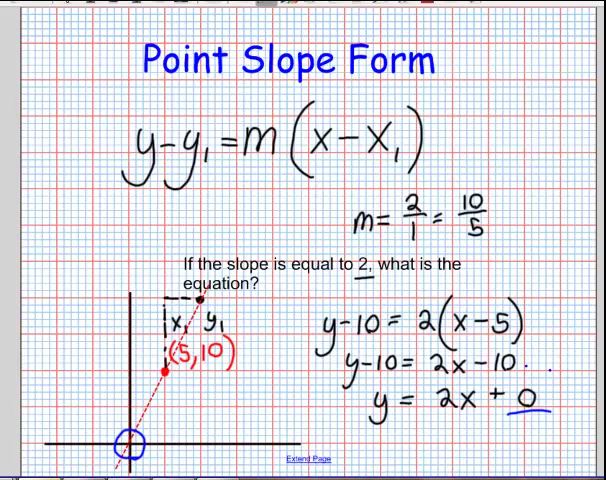 Point Slope Form
y-y₁ = m(x-x₁)
m = 2/1 = 10/5
If the slope is equal to 2, what is the
equation?
x₁ y₁
(5,10)
y-10 = 2(x-5)
y-10 = 2x-10
y = 2x + 0
Extend Page